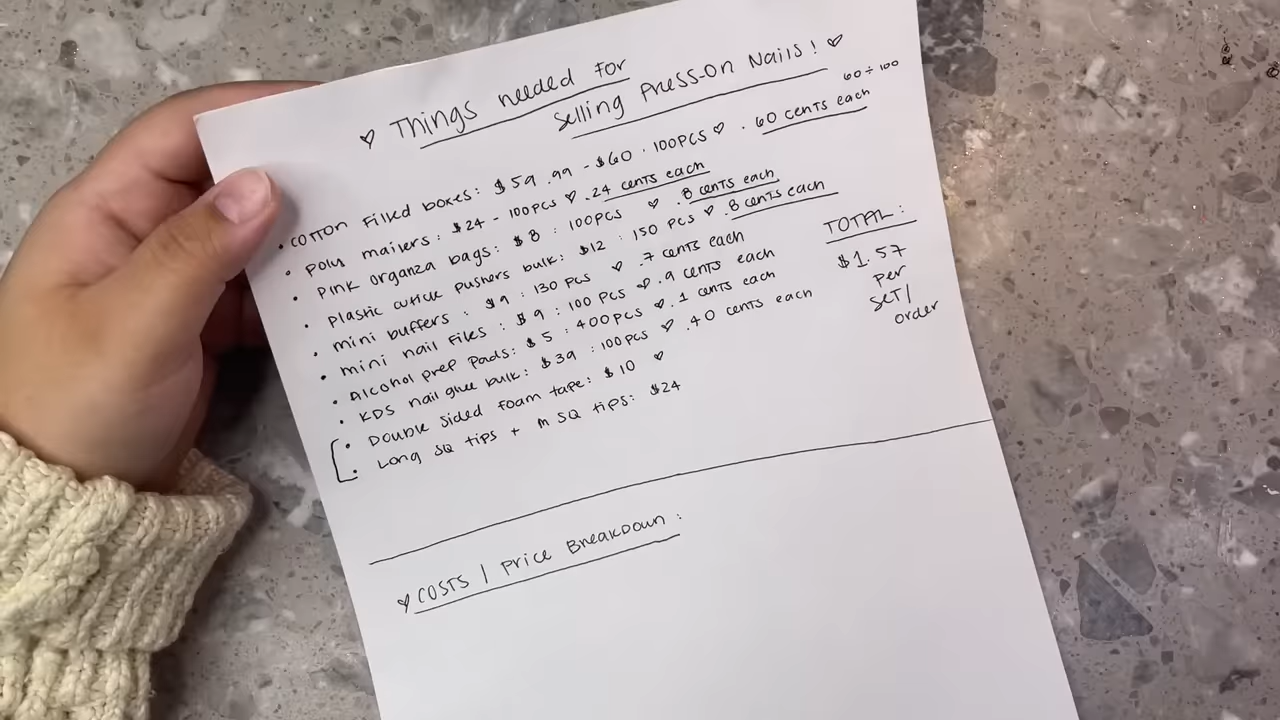 ♡ Things needed for
Selling Press-On Nails! ♡
60÷100
• Cotton Filled boxes: $59.99 - $60 • 100pcs ♡ . 60 cents each
• Poly mailers: $24 - 100pcs ♡ .24 cents each
• Pink organza bags: $8 : 100pcs ♡ .8 cents each
• Plastic cuticle pushers bulk: $12 : 150 pcs ♡ .8 cents each
• mini buffers : $9 : 130 pcs ♡ .7 cents each
• mini nail files : $9 : 100 pcs ♡ .9 cents each
• Alcohol prep pads: $5 : 400pcs ♡ .1 cents each
• KDS nail glue bulk: $39 : 100pcs ♡ .40 cents each
• Double sided foam tape: $10 ♡
• Long SQ tips + m SQ tips: $24
TOTAL:
$1.57
per
set/
order
♡ Costs / Price Breakdown: